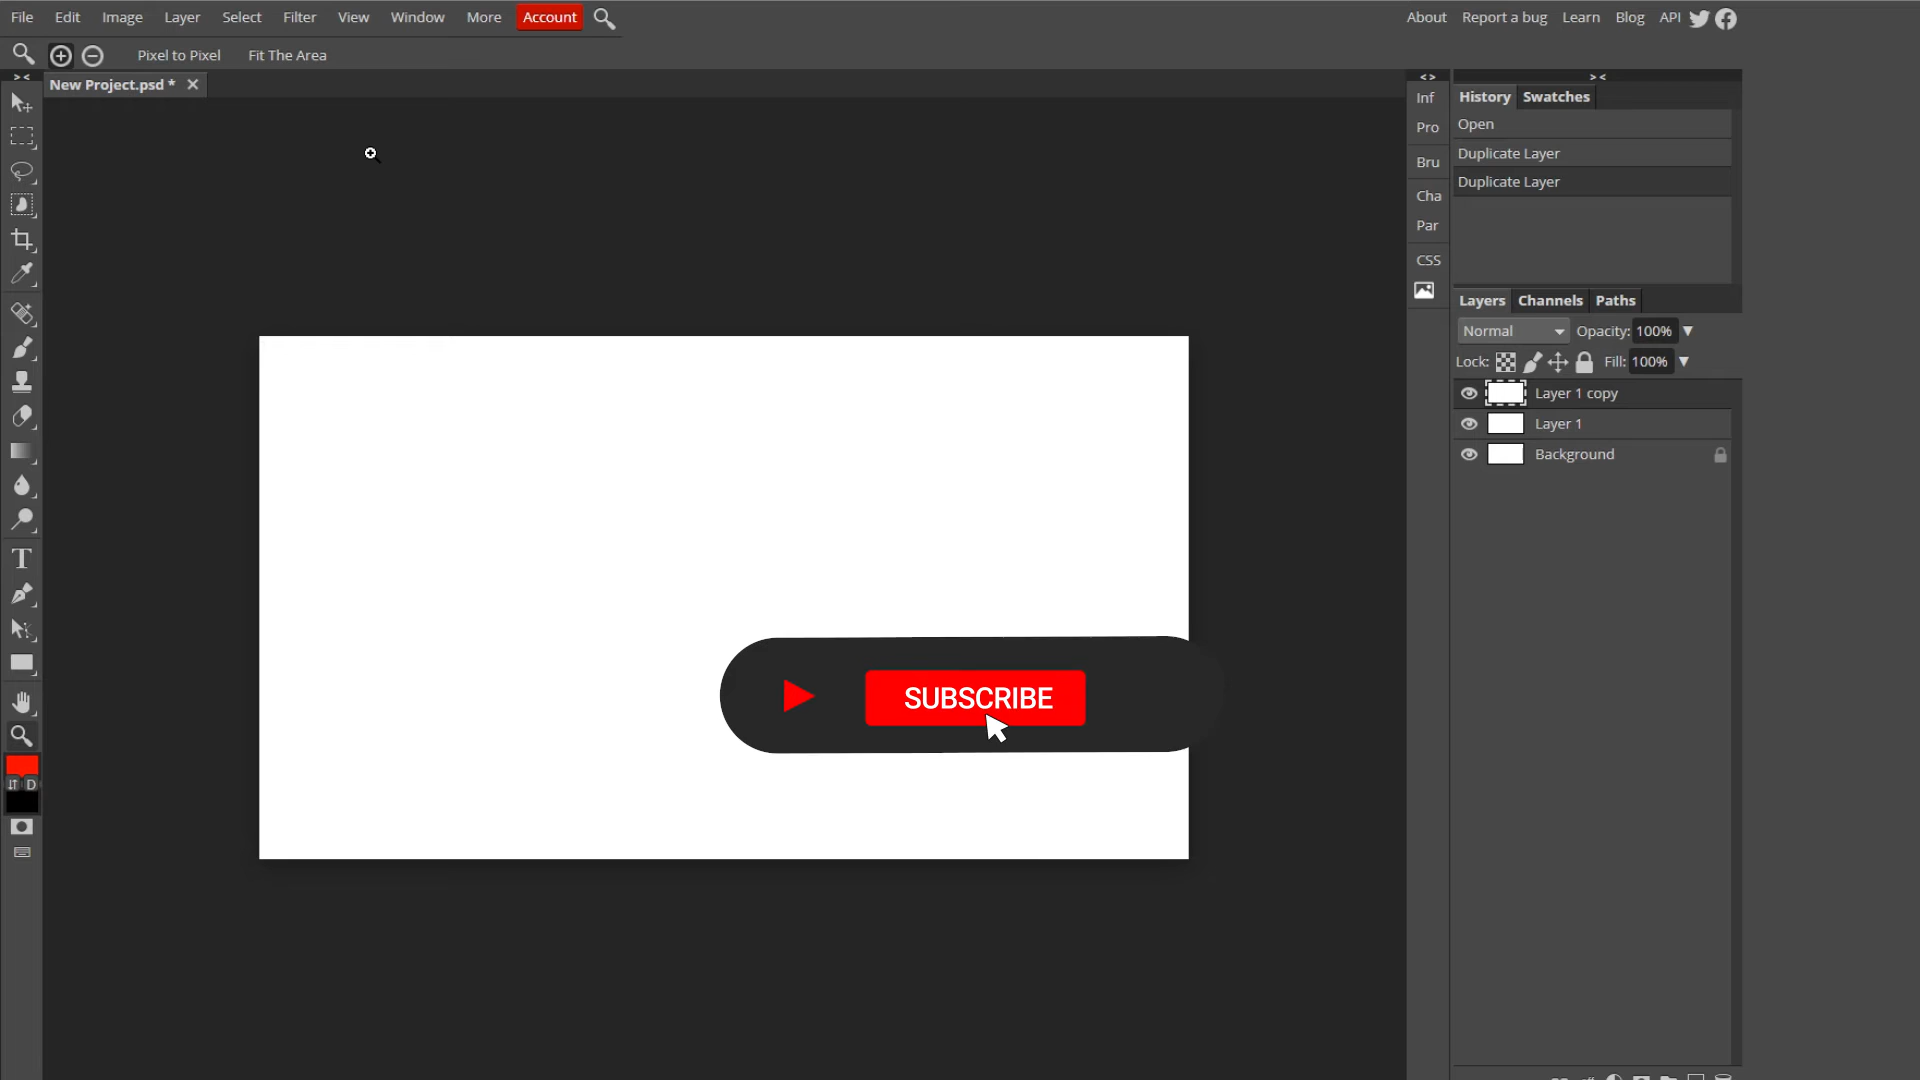 File Edit Image Layer Select Filter View Window More Account
About Report a bug Learn Blog API
Pixel to Pixel Fit The Area
> <
New Project.psd *
D
SUBSCRIBE
< >
Inf
Pro
Bru
Cha
Par
CSS
> <
History Swatches
Open
Duplicate Layer
Duplicate Layer
Layers Channels Paths
Normal Opacity: 100%
Lock: Fill: 100%
Layer 1 copy
Layer 1
Background